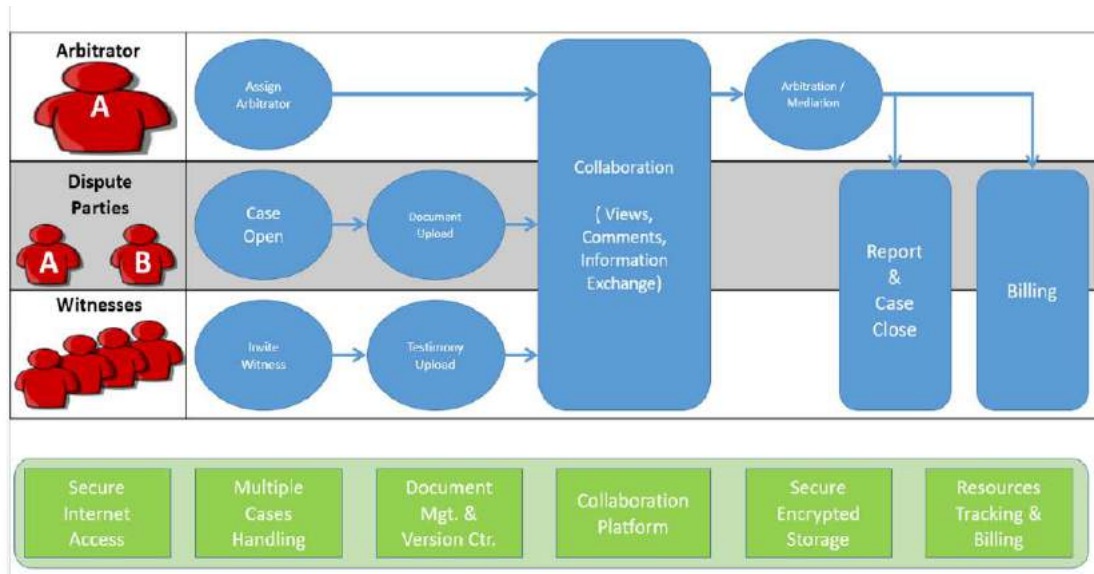 Arbitrator
A
Assign
Arbitrator
Arbitration /
Mediation
Collaboration
( Views,
Comments,
Information
Exchange)
Dispute
Parties
A
B
Case
Open
Document
Upload
Report
&
Case
Close
Billing
Witnesses
Invite
Witness
Testimony
Upload
Secure
Internet
Access
Multiple
Cases
Handling
Document
Mgt. &
Version Ctr.
Collaboration
Platform
Secure
Encrypted
Storage
Resources
Tracking &
Billing